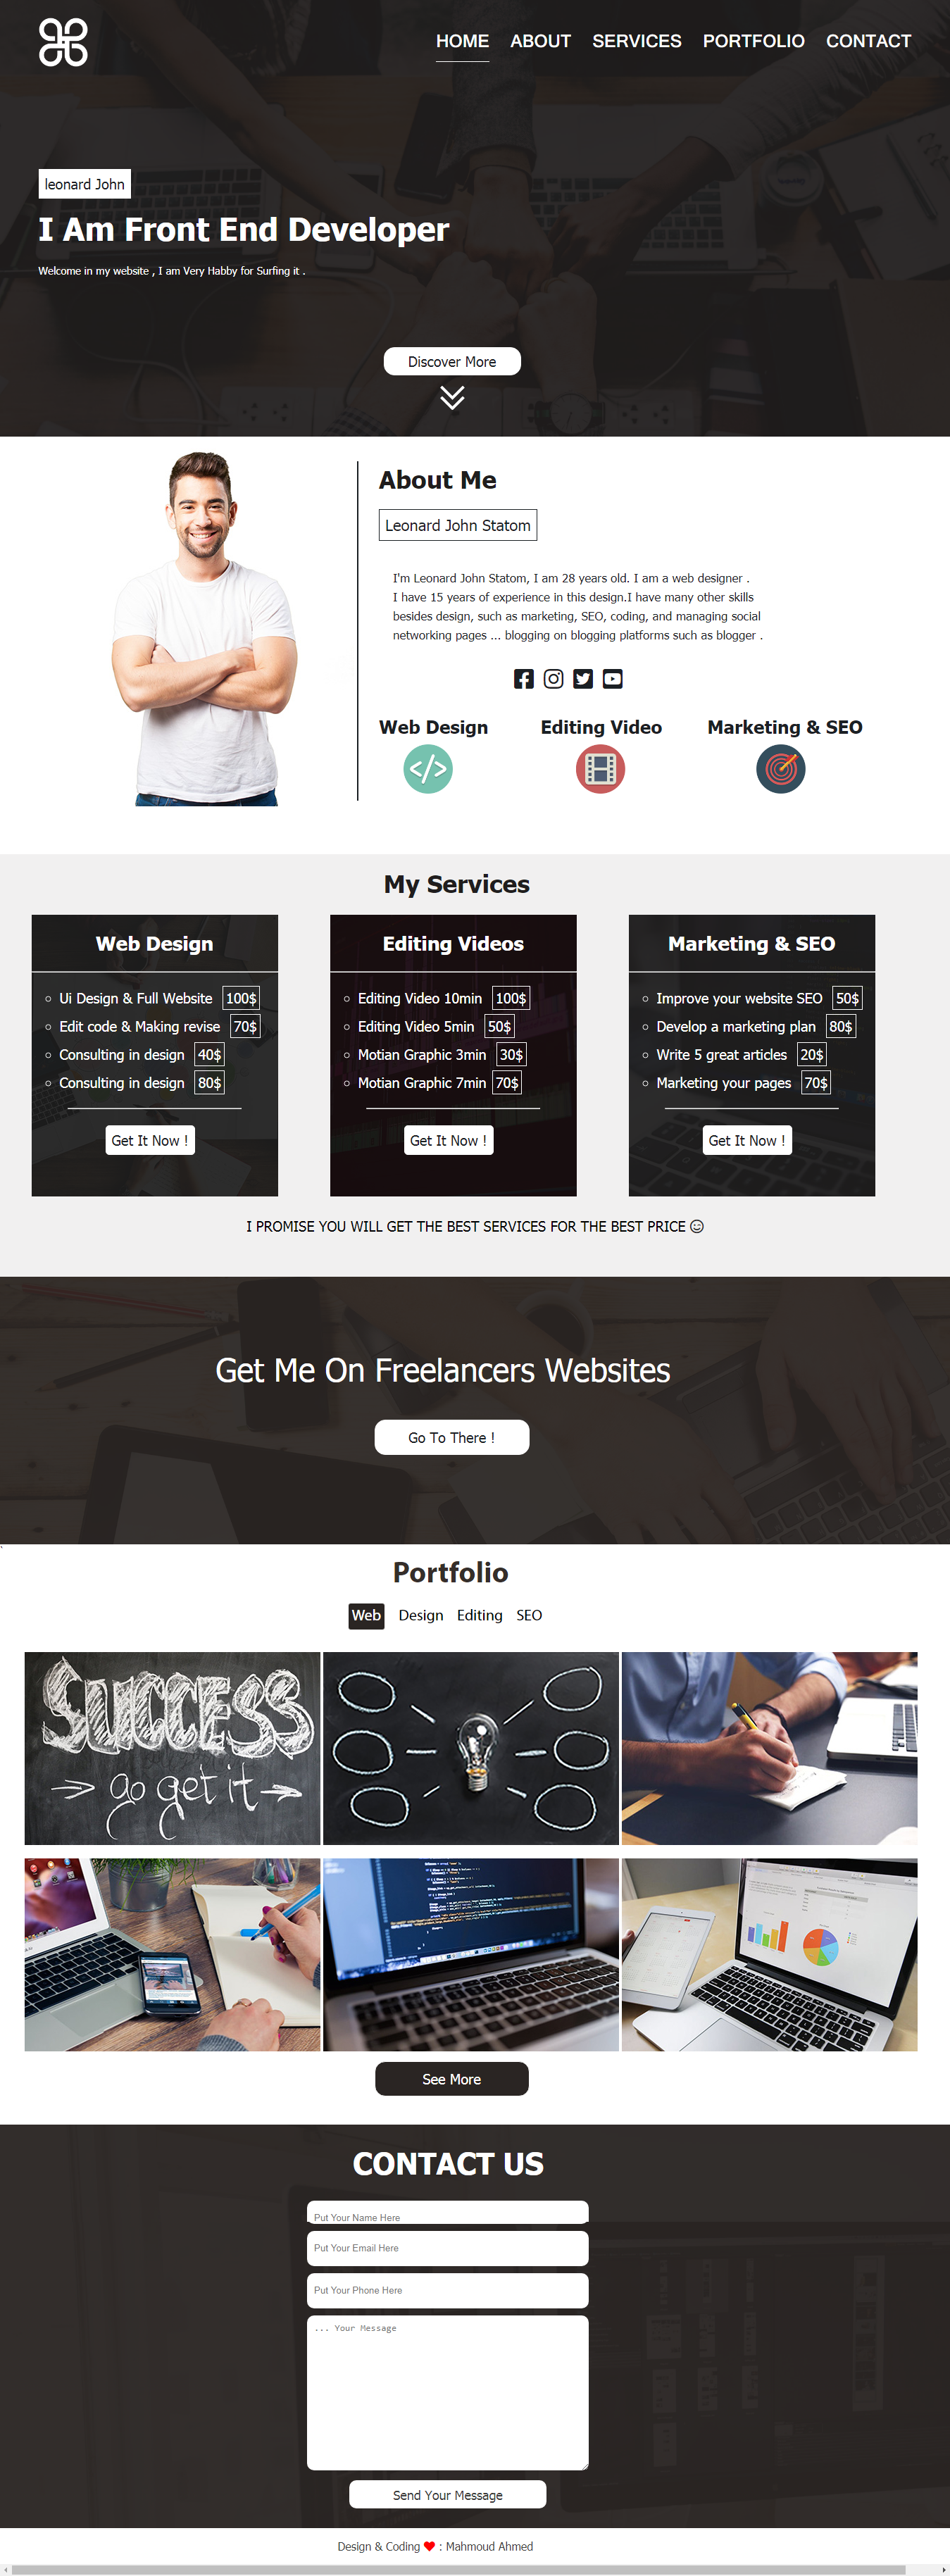 HOME ABOUT SERVICES PORTFOLIO CONTACT
leonard John
I Am Front End Developer
Welcome in my website , I am Very Habby for Surfing it .
Discover More
About Me
Leonard John Statom
I'm Leonard John Statom, I am 28 years old. I am a web designer .
I have 15 years of experience in this design.I have many other skills
besides design, such as marketing, SEO, coding, and managing social
networking pages ... blogging on blogging platforms such as blogger .
Web Design Editing Video Marketing & SEO
My Services
Web Design
Ui Design & Full Website 100$
Edit code & Making revise 70$
Consulting in design 40$
Consulting in design 80$
Get It Now !
Editing Videos
Editing Video 10min 100$
Editing Video 5min 50$
Motian Graphic 3min 30$
Motian Graphic 7min 70$
Get It Now !
Marketing & SEO
Improve your website SEO 50$
Develop a marketing plan 80$
Write 5 great articles 20$
Marketing your pages 70$
Get It Now !
I PROMISE YOU WILL GET THE BEST SERVICES FOR THE BEST PRICE
Get Me On Freelancers Websites
Go To There !
`
Portfolio
Web Design Editing SEO
SUCCESS
go get it
See More
CONTACT US
Put Your Name Here
Put Your Email Here
Put Your Phone Here
... Your Message
Send Your Message
Design & Coding ❤ : Mahmoud Ahmed